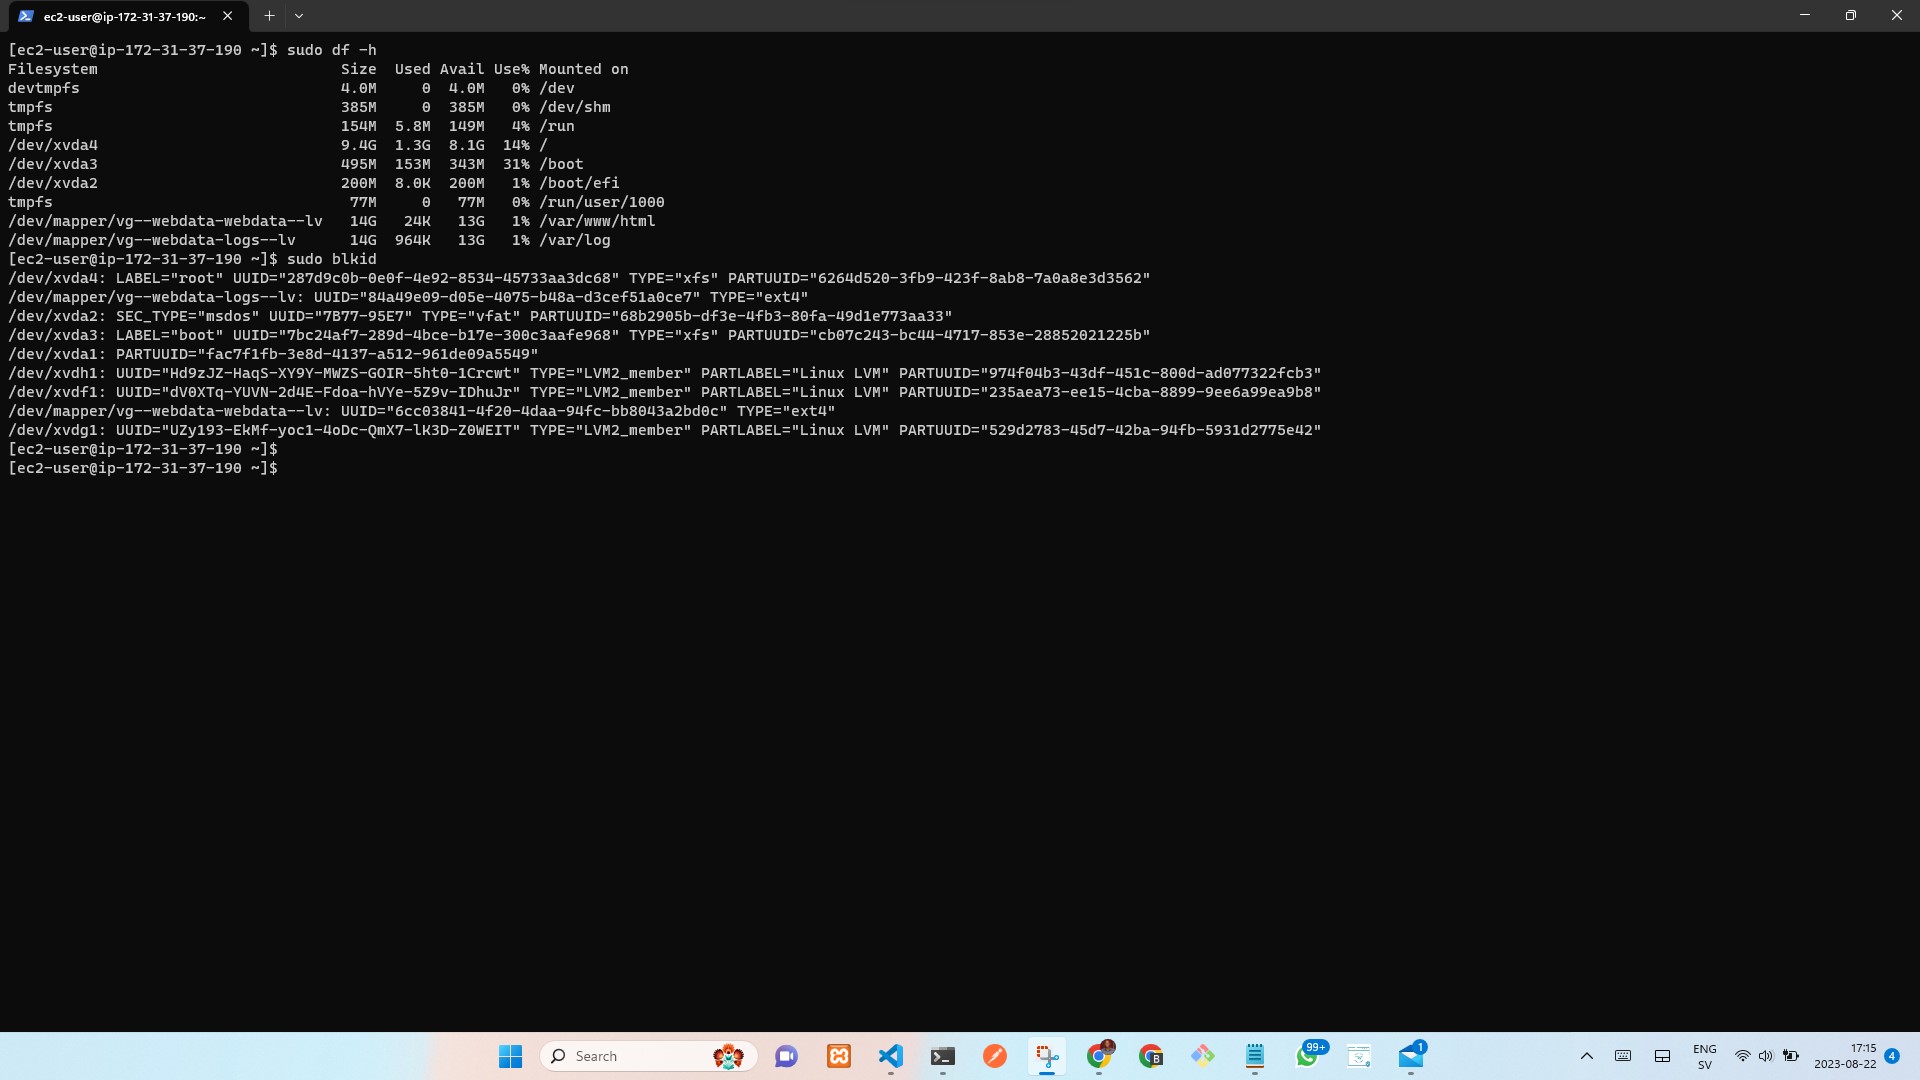 ec2-user@ip-172-31-37-190:~
[ec2-user@ip-172-31-37-190 ~]$ sudo df -h
Filesystem                           Size  Used Avail Use% Mounted on
devtmpfs                             4.0M     0  4.0M   0% /dev
tmpfs                                385M     0  385M   0% /dev/shm
tmpfs                                154M  5.8M  149M   4% /run
/dev/xvda4                           9.4G  1.3G  8.1G  14% /
/dev/xvda3                           495M  153M  343M  31% /boot
/dev/xvda2                           200M  8.0K  200M   1% /boot/efi
tmpfs                                 77M     0   77M   0% /run/user/1000
/dev/mapper/vg--webdata-webdata--lv   14G   24K   13G   1% /var/www/html
/dev/mapper/vg--webdata-logs--lv      14G  964K   13G   1% /var/log
[ec2-user@ip-172-31-37-190 ~]$ sudo blkid
/dev/xvda4: LABEL="root" UUID="287d9c0b-0e0f-4e92-8534-45733aa3dc68" TYPE="xfs" PARTUUID="6264d520-3fb9-423f-8ab8-7a0a8e3d3562"
/dev/mapper/vg--webdata-logs--lv: UUID="84a49e09-d05e-4075-b48a-d3cef51a0ce7" TYPE="ext4"
/dev/xvda2: SEC_TYPE="msdos" UUID="7B77-95E7" TYPE="vfat" PARTUUID="68b2905b-df3e-4fb3-80fa-49d1e773aa33"
/dev/xvda3: LABEL="boot" UUID="7bc24af7-289d-4bce-b17e-300c3aafe968" TYPE="xfs" PARTUUID="cb07c243-bc44-4717-853e-28852021225b"
/dev/xvda1: PARTUUID="fac7f1fb-3e8d-4137-a512-961de09a5549"
/dev/xvdh1: UUID="Hd9zJZ-HaqS-XY9Y-MWZS-GOIR-5ht0-1Crcwt" TYPE="LVM2_member" PARTLABEL="Linux LVM" PARTUUID="974f04b3-43df-451c-800d-ad077322fcb3"
/dev/xvdf1: UUID="dV0XTq-YUVN-2d4E-Fdoa-hVYe-5Z9v-IDhuJr" TYPE="LVM2_member" PARTLABEL="Linux LVM" PARTUUID="235aea73-ee15-4cba-8899-9ee6a99ea9b8"
/dev/mapper/vg--webdata-webdata--lv: UUID="6cc03841-4f20-4daa-94fc-bb8043a2bd0c" TYPE="ext4"
/dev/xvdg1: UUID="UZy193-EkMf-yoc1-4oDc-QmX7-lK3D-Z0WEIT" TYPE="LVM2_member" PARTLABEL="Linux LVM" PARTUUID="529d2783-45d7-42ba-94fb-5931d2775e42"
[ec2-user@ip-172-31-37-190 ~]$
[ec2-user@ip-172-31-37-190 ~]$
Search
B
99+
1
ENG
SV
17:15
2023-08-22
4